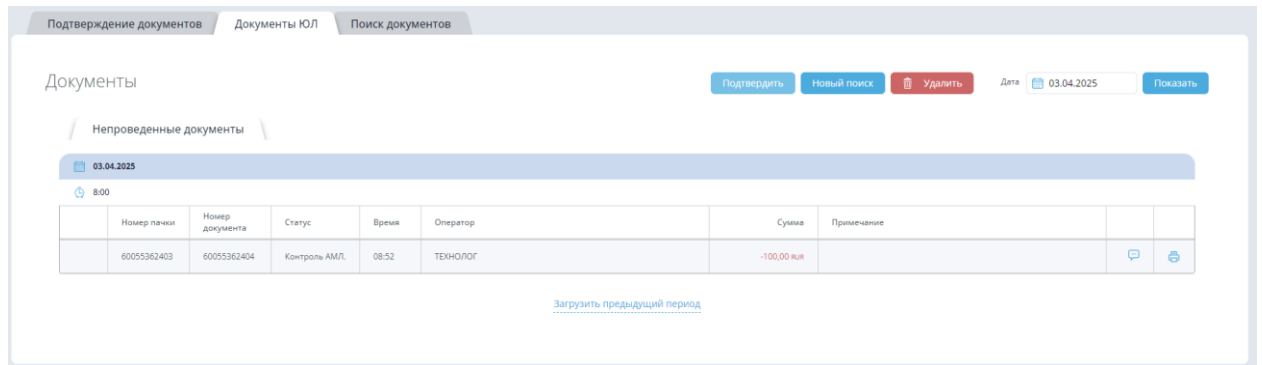 Подтверждение документов Документы ЮЛ Поиск документов
Документы Подтвердить Новый поиск Удалить Дата 03.04.2025 Показать
Непроведенные документы
03.04.2025
8:00
Номер пачки Номер документа Статус Время Оператор Сумма Примечание
60055362403 60055362404 Контроль АМЛ. 08:52 ТЕХНОЛОГ -100,00 RUR
Загрузить предыдущий период